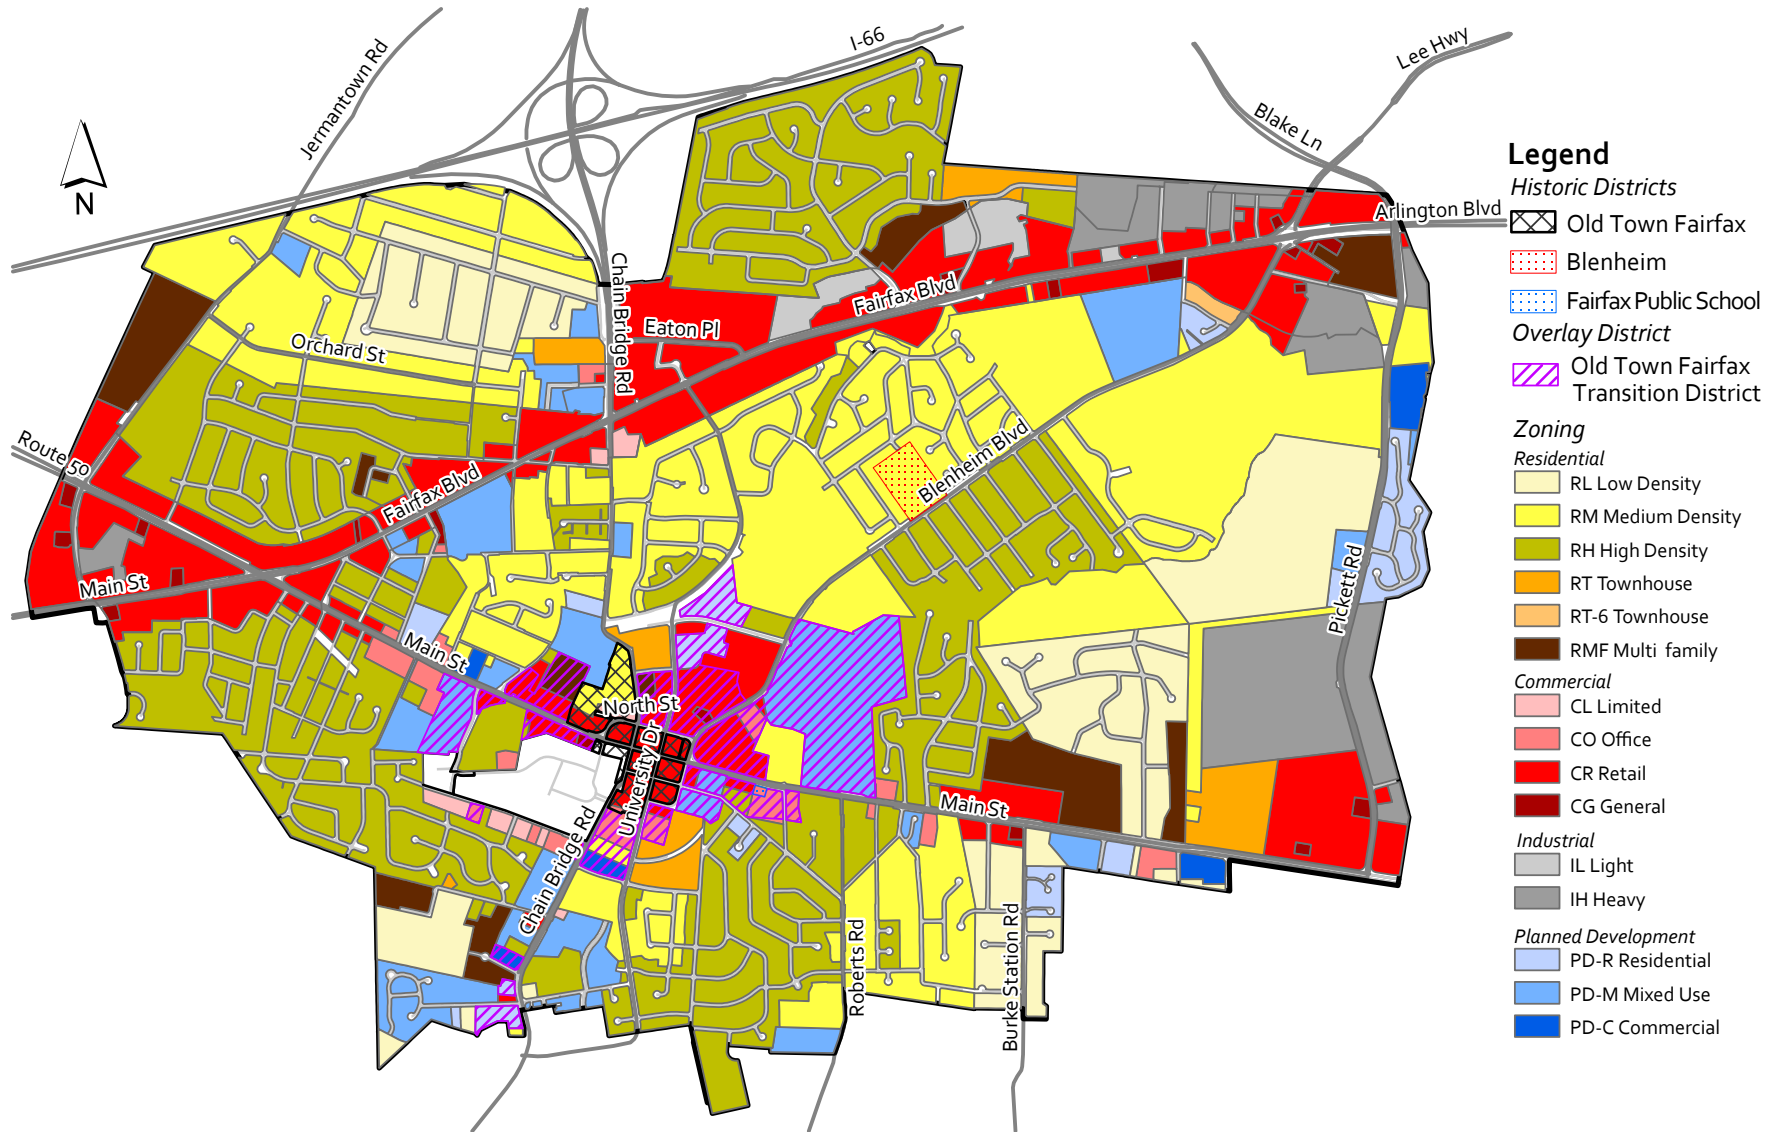 Jermantown Rd
I-66
Lee Hwy
Blake Ln
Arlington Blvd
N
Chain Bridge Rd
Eaton Pl
Fairfax Blvd
Orchard St
Route 50
Fairfax Blvd
Blenheim Blvd
Main St
Pickett Rd
Main St
North St
University Dr
Main St
Chain Bridge Rd
Roberts Rd
Burke Station Rd
Legend
Historic Districts
Old Town Fairfax
Blenheim
Fairfax Public School
Overlay District
Old Town Fairfax
Transition District
Zoning
Residential
RL Low Density
RM Medium Density
RH High Density
RT Townhouse
RT-6 Townhouse
RMF Multi family
Commercial
CL Limited
CO Office
CR Retail
CG General
Industrial
IL Light
IH Heavy
Planned Development
PD-R Residential
PD-M Mixed Use
PD-C Commercial